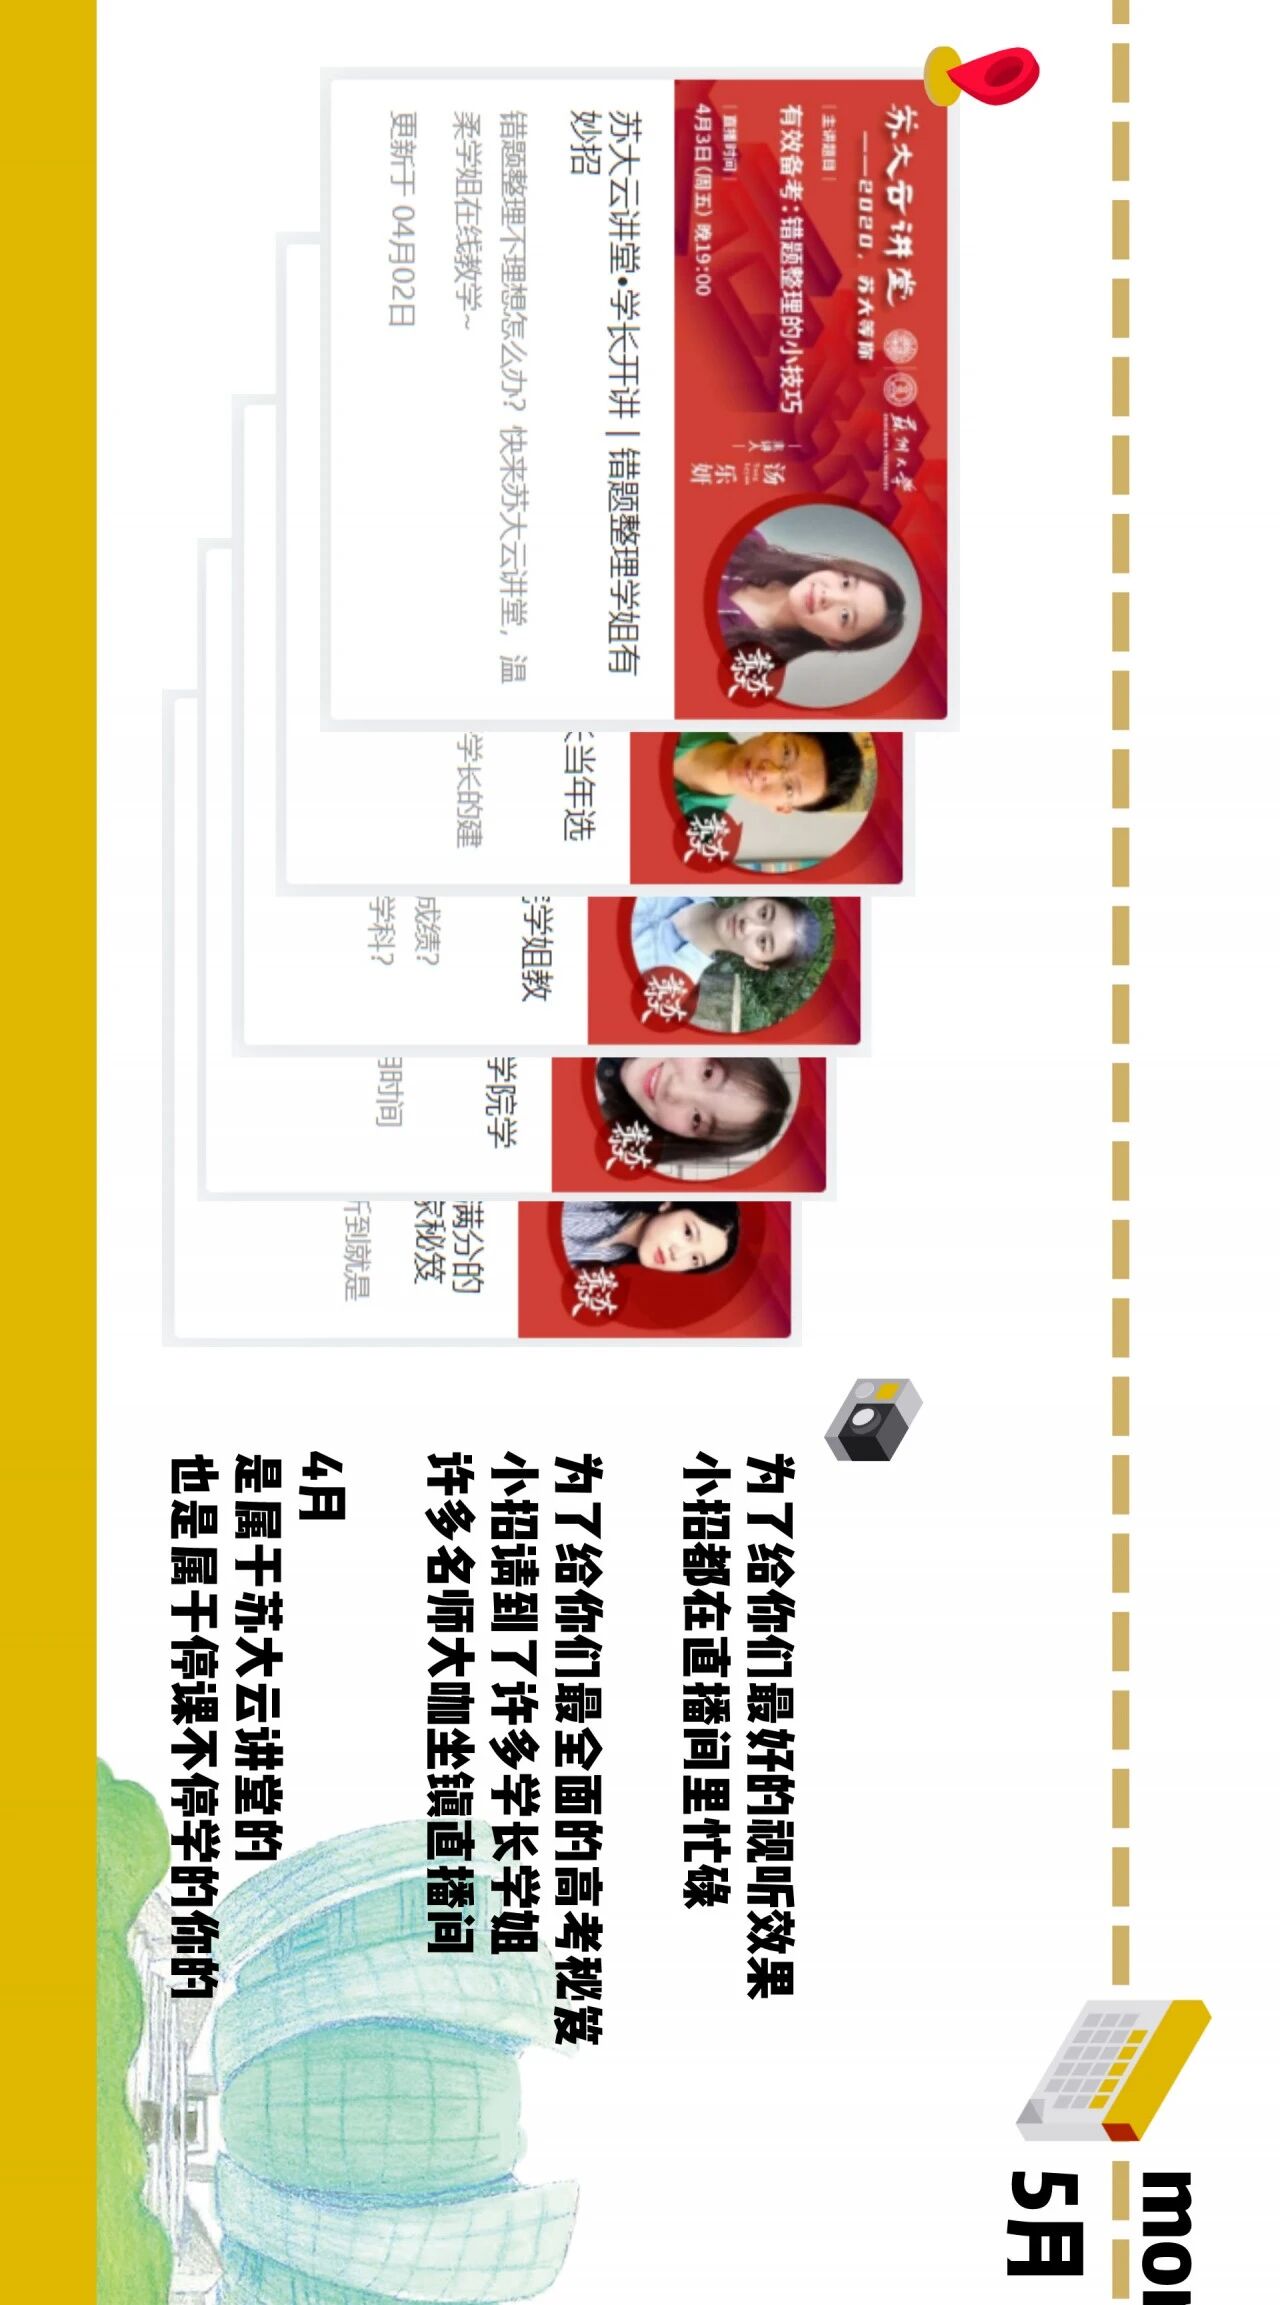 苏大云讲堂
——2020，苏大等你
苏州大学
SOOCHOW UNIVERSITY
| 主讲题目 |
有效备考：错题整理的小技巧
| 直播时间 |
4月3日（周五）晚19:00
| 主讲人 |
汤乐妍
苏大云讲堂•学长开讲 | 错题整理学姐有
妙招
错题整理不理想怎么办？快来苏大云讲堂，温
柔学姐在线教学~
更新于 04月02日
当年选
学长的建
学姐教
成绩？
学科？
学院学
时间
满分的
家秘笈
听到就是
为了给你们最好的视听效果
小招都在直播间里忙碌
为了给你们最全面的高考秘笈
小招请到了许多学长学姐
许多名师大咖坐镇直播间
4月
是属于苏大云讲堂的
也是属于停课不停学的你的
5月